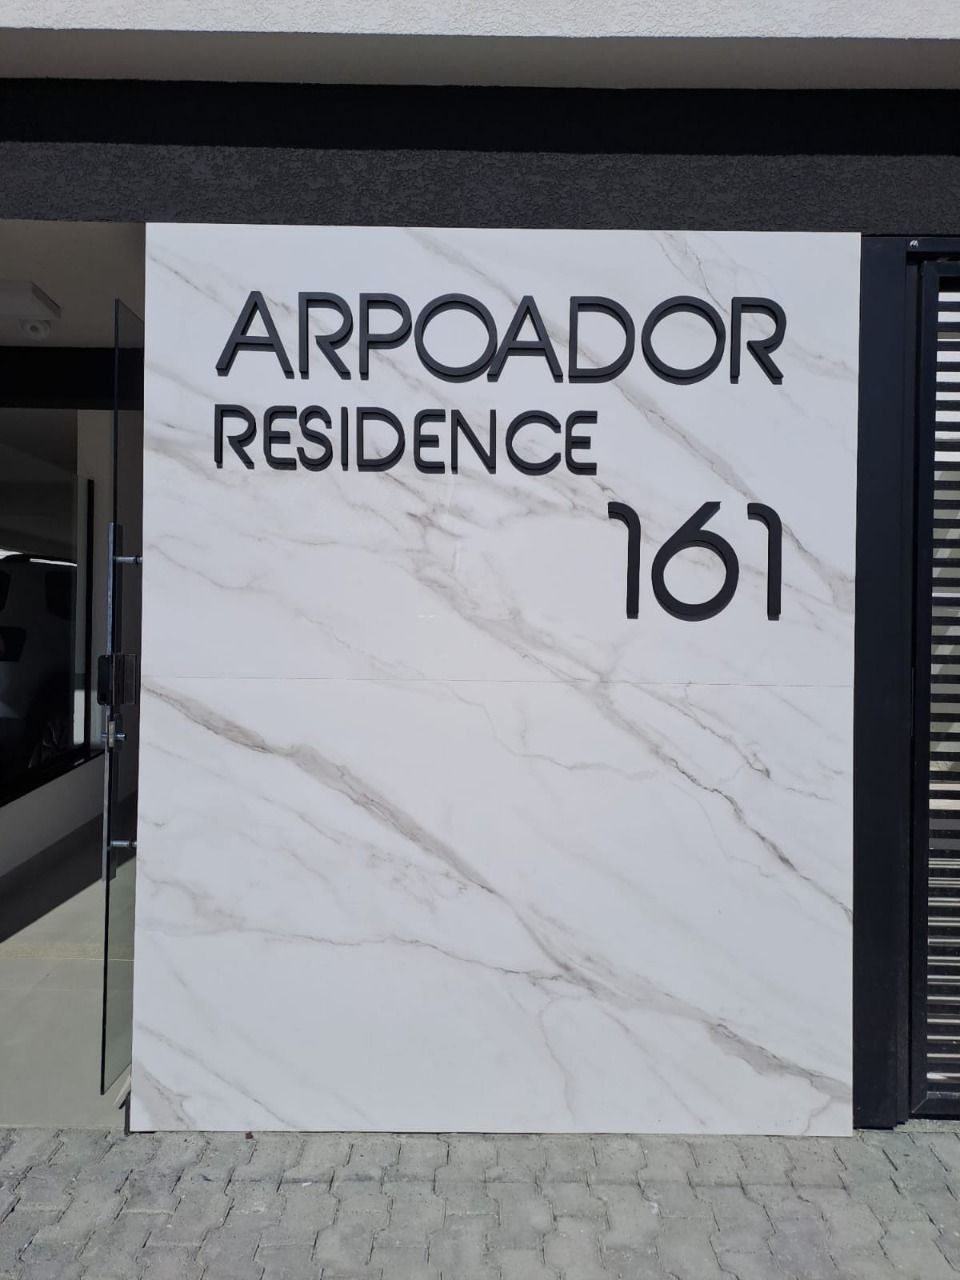 ARPOADOR
RESIDENCE
161